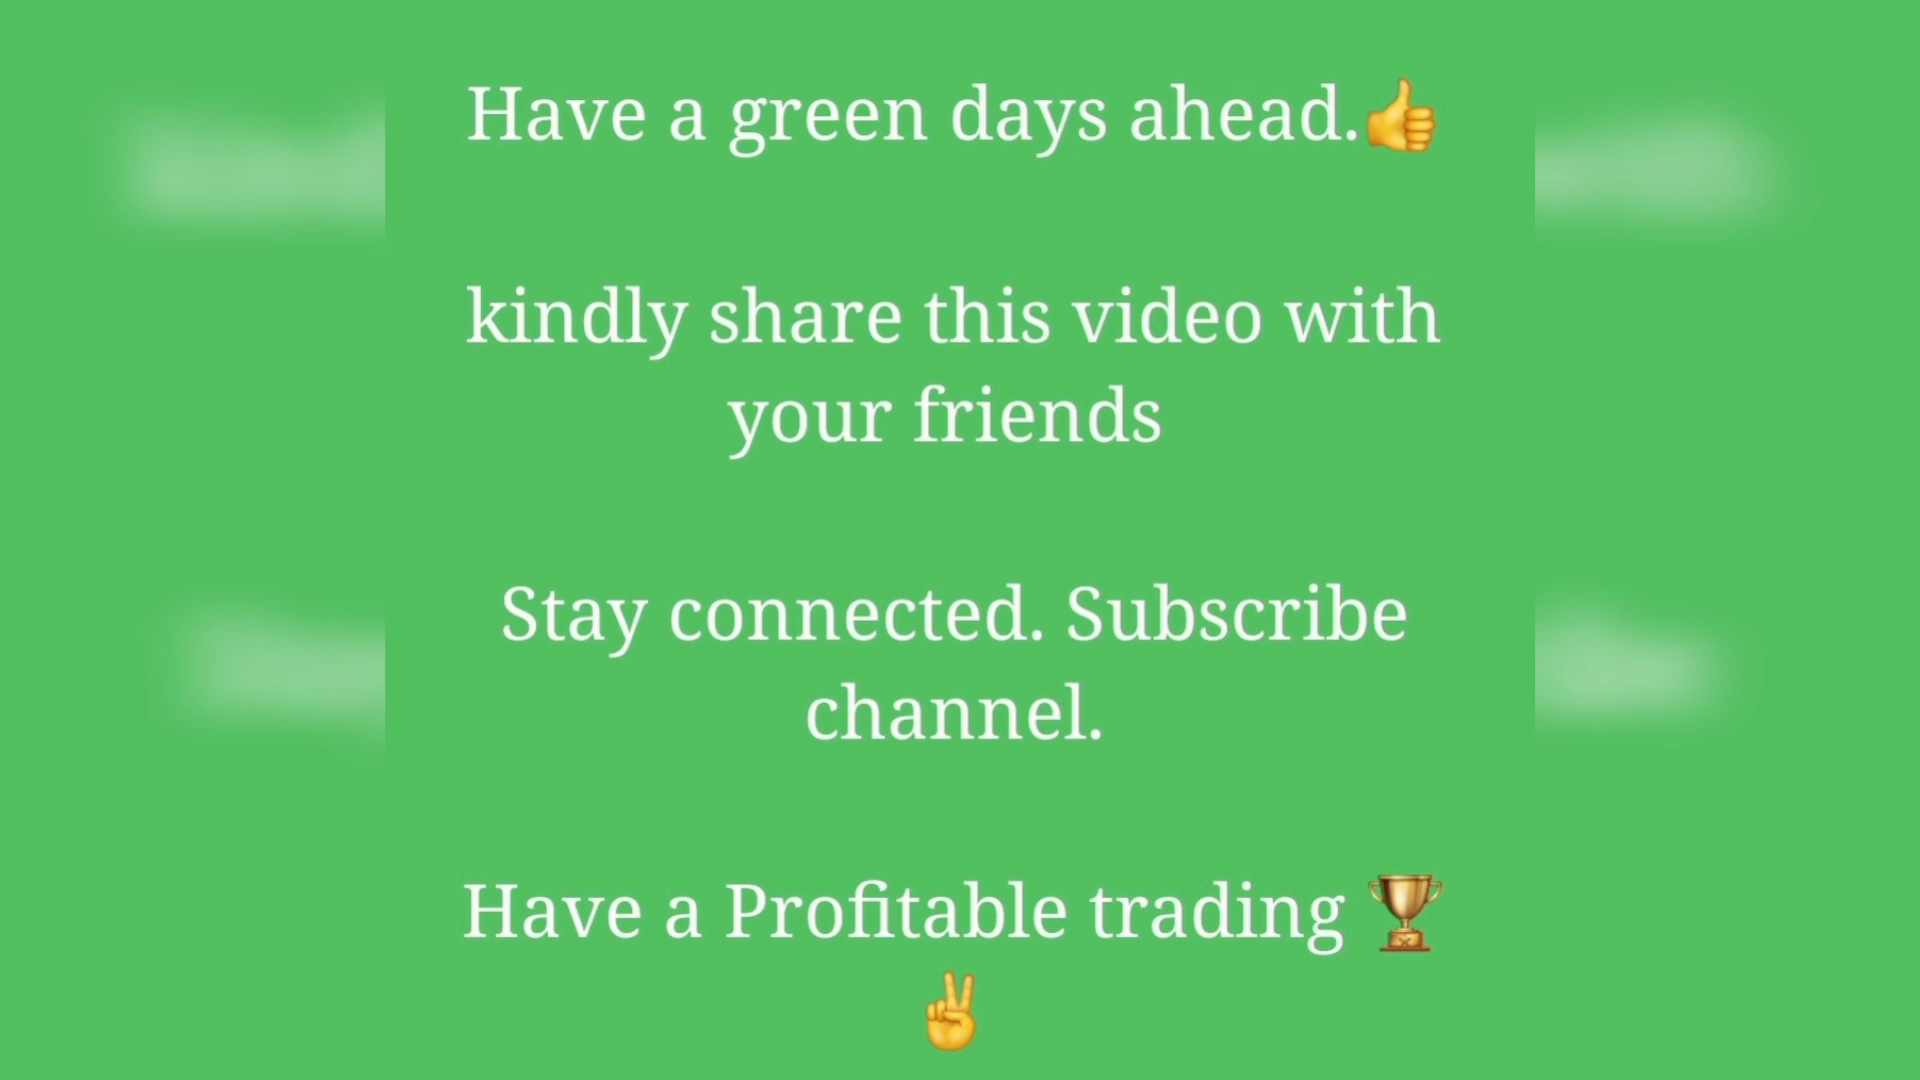 Have a green days ahead.👍
kindly share this video with
your friends
Stay connected. Subscribe
channel.
Have a Profitable trading 🏆
✌️